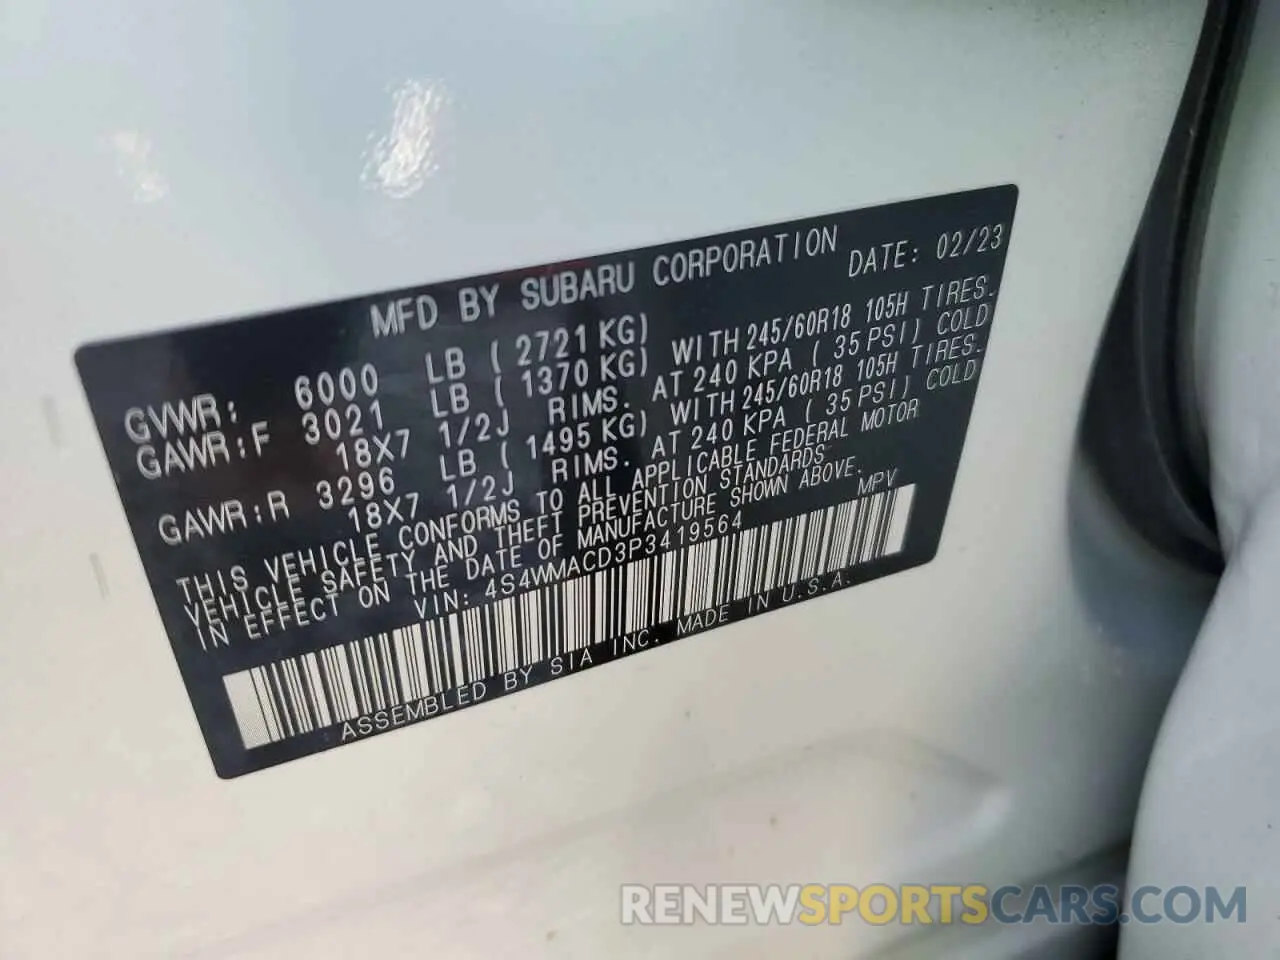 MFD BY SUBARU CORPORATION
DATE: 02/23
GVWR: 6000 LB ( 2721 KG)
GAWR:F 3021 LB ( 1370 KG) WITH 245/60R18 105H TIRES.
18X7 1/2J RIMS. AT 240 KPA ( 35 PSI) COLD
GAWR:R 3296 LB ( 1495 KG) WITH 245/60R18 105H TIRES.
18X7 1/2J RIMS. AT 240 KPA ( 35 PSI) COLD
THIS VEHICLE CONFORMS TO ALL APPLICABLE FEDERAL MOTOR
VEHICLE SAFETY AND THEFT PREVENTION STANDARDS
IN EFFECT ON THE DATE OF MANUFACTURE SHOWN ABOVE.
VIN: 4S4WMACD3P3419564 MPV
ASSEMBLED BY SIA INC. MADE IN U.S.A.
RENEWSPORTSCARS.COM